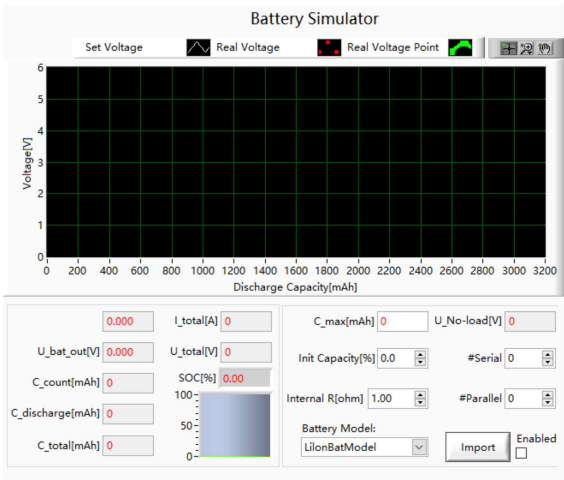 Battery Simulator
Set Voltage Real Voltage Real Voltage Point
6
5
4
3
2
1
0
Voltage[V]
0 200 400 600 800 1000 1200 1400 1600 1800 2000 2200 2400 2600 2800 3000 3200
Discharge Capacity[mAh]
0.000 I_total[A] 0
U_bat_out[V] 0.000 U_total[V] 0
C_count[mAh] 0 SOC[%] 0.00
C_discharge[mAh] 0
C_total[mAh] 0
100
50
0
C_max[mAh] 0 U_No-load[V] 0
Init Capacity[%] 0.0 #Serial 0
Internal R[ohm] 1.00 #Parallel 0
Battery Model:
LiIonBatModel Import Enabled